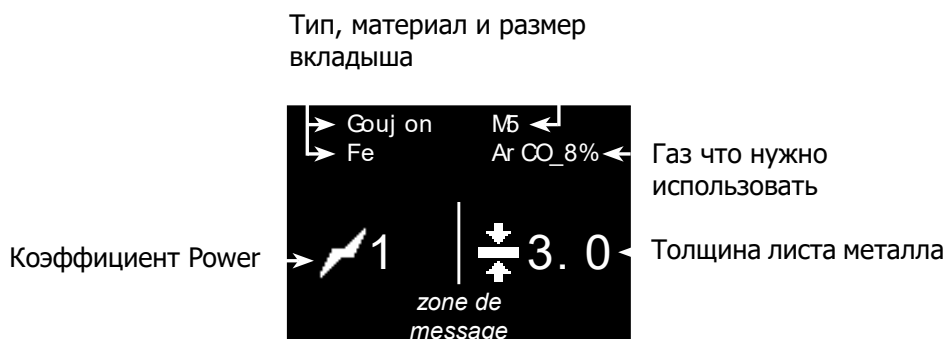 Тип, материал и размер
вкладыша
Goujon M5
Fe ArCO_8%
Газ что нужно
использовать
Коэффициент Power
1 3.0
Толщина листа металла
zone de
message